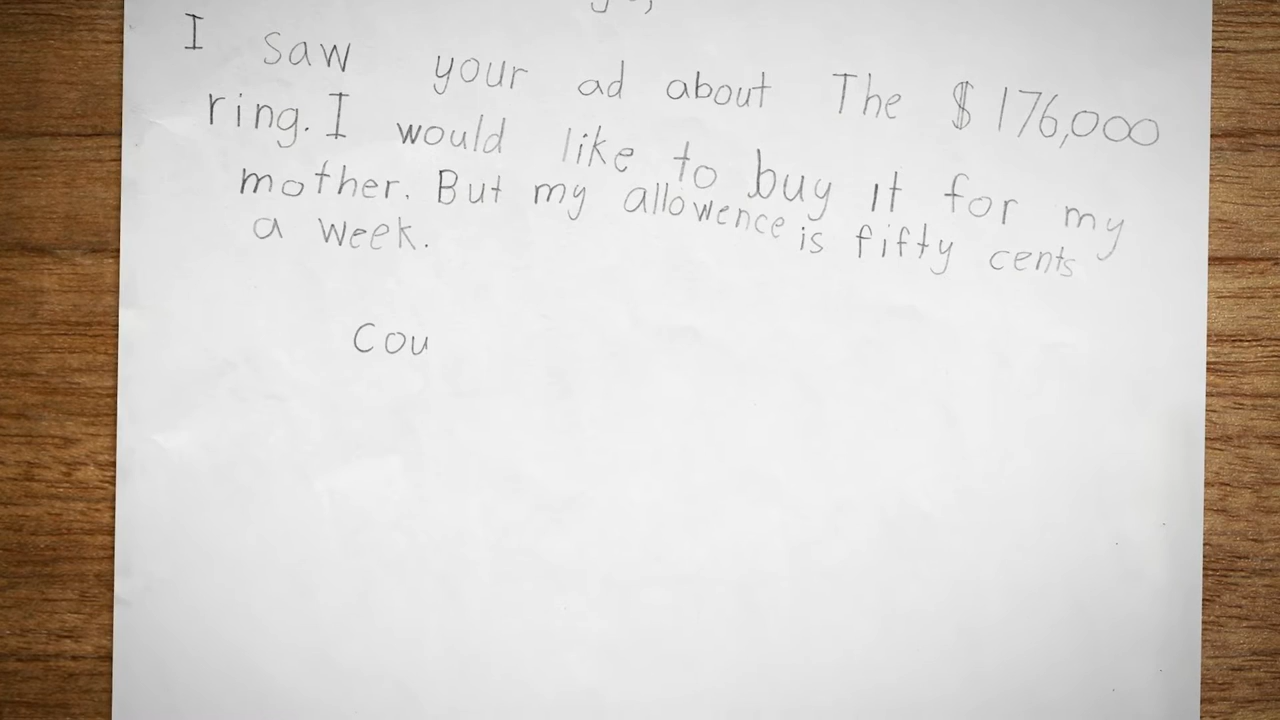 I saw your ad about The $176,000
ring. I would like to buy it for my
mother. But my allowence is fifty cents
a week.
Cou